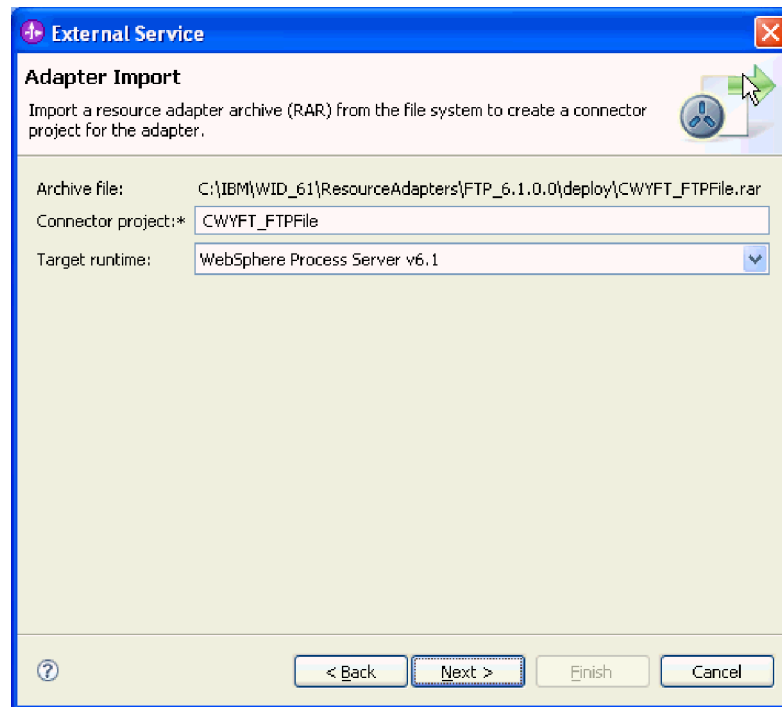 External Service
Adapter Import
Import a resource adapter archive (RAR) from the file system to create a connector
project for the adapter.
Archive file: C:\IBM\WID_61\ResourceAdapters\FTP_6.1.0.0\deploy\CWYFT_FTPFile.rar
Connector project:* CWYFT_FTPFile
Target runtime: WebSphere Process Server v6.1
? < Back Next > Finish Cancel